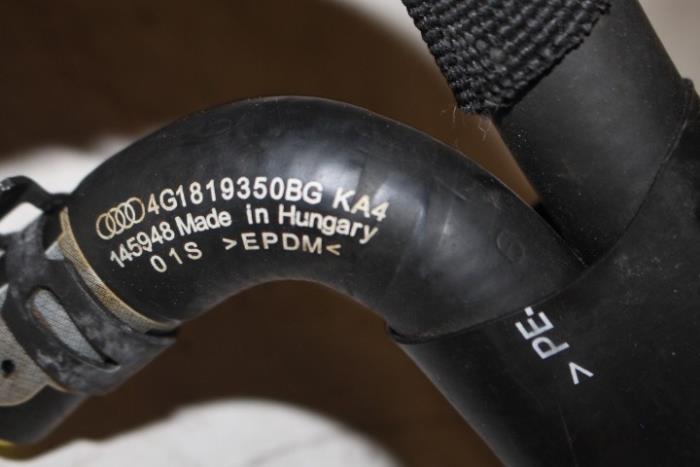 4G1819350BG KA4
145948 Made in Hungary
01S >EPDM<
>PE-